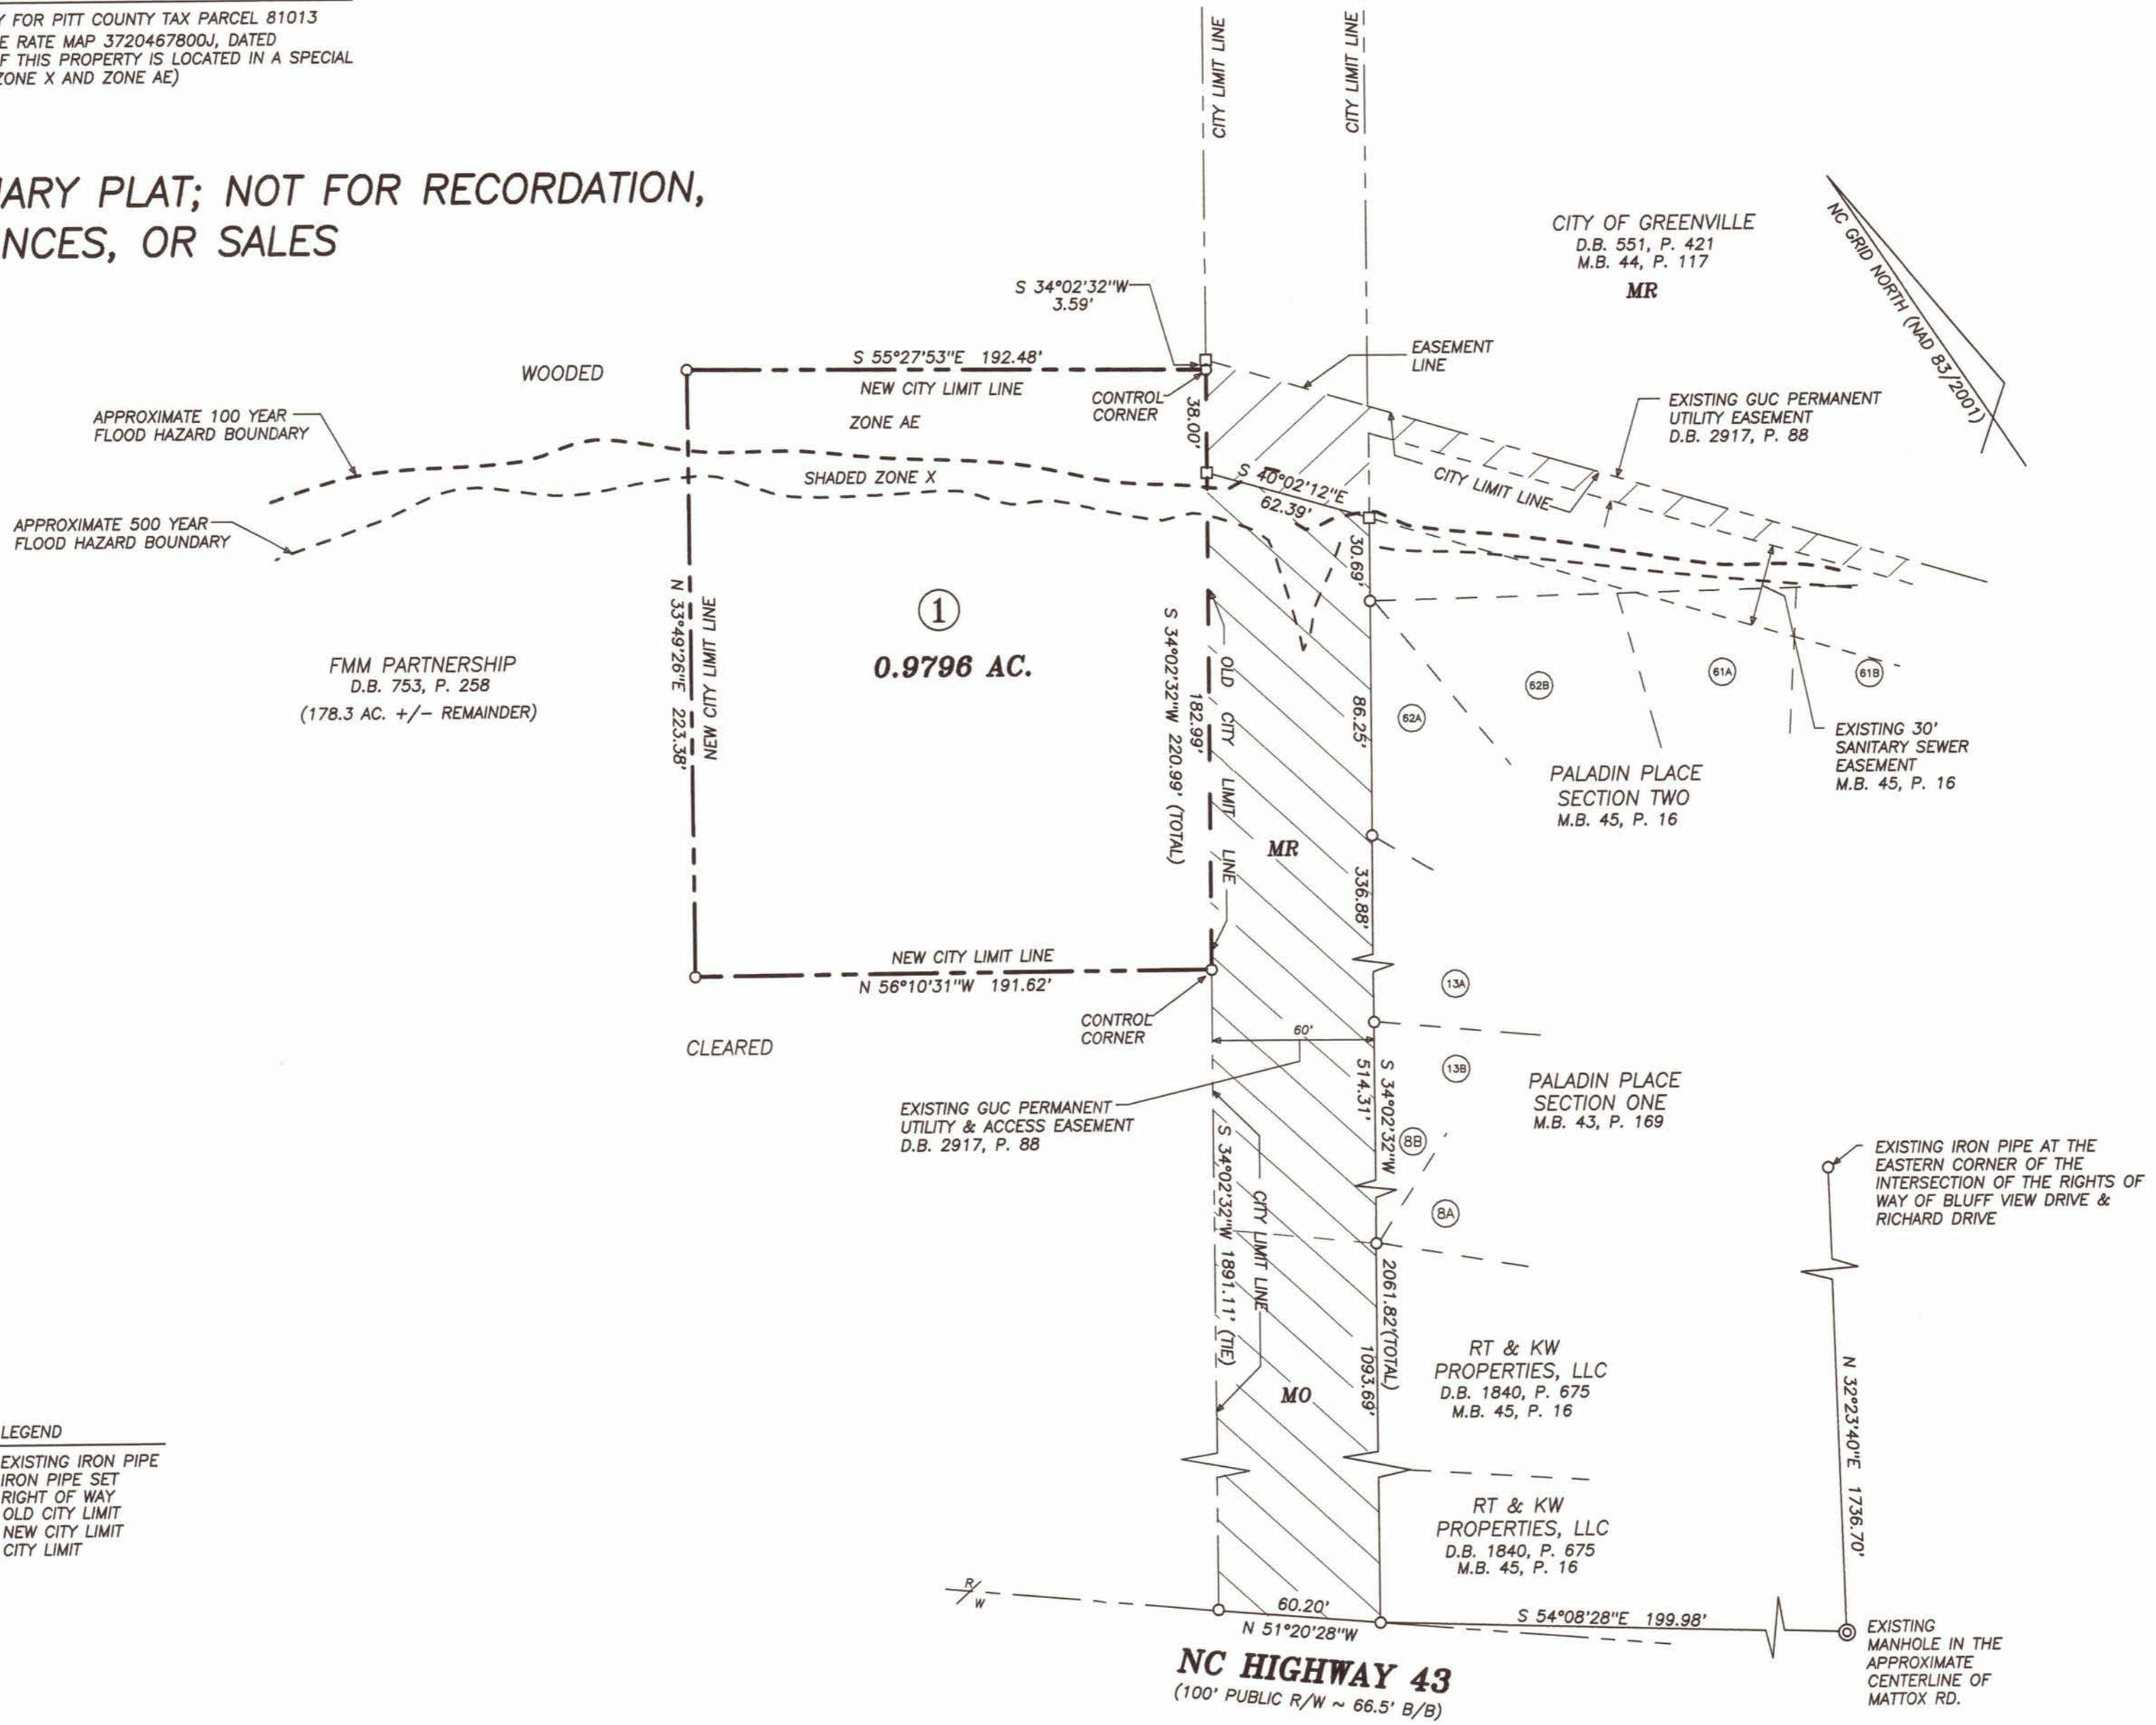 FOR PITT COUNTY TAX PARCEL 81013
RATE MAP 3720467800J, DATED
THIS PROPERTY IS LOCATED IN A SPECIAL
ZONE X AND ZONE AE)
ARY PLAT; NOT FOR RECORDATION,
NCES, OR SALES
CITY LIMIT LINE
CITY LIMIT LINE
NC GRID NORTH (NAD 83/2001)
CITY OF GREENVILLE
D.B. 551, P. 421
M.B. 44, P. 117
MR
S 34°02'32"W
3.59'
WOODED
S 55°27'53"E 192.48'
NEW CITY LIMIT LINE
ZONE AE
CONTROL
CORNER
38.00'
EASEMENT
LINE
EXISTING GUC PERMANENT
UTILITY EASEMENT
D.B. 2917, P. 88
APPROXIMATE 100 YEAR
FLOOD HAZARD BOUNDARY
SHADED ZONE X
APPROXIMATE 500 YEAR
FLOOD HAZARD BOUNDARY
S 40°02'12"E
62.39'
CITY LIMIT LINE
30.69'
N 33°49'26"E 223.38'
NEW CITY LIMIT LINE
1
0.9796 AC.
FMM PARTNERSHIP
D.B. 753, P. 258
(178.3 AC. +/- REMAINDER)
S 34°02'32"W 220.99' (TOTAL)
182.99'
OLD CITY LIMIT LINE
86.25'
62A
62B
61A
61B
EXISTING 30'
SANITARY SEWER
EASEMENT
M.B. 45, P. 16
PALADIN PLACE
SECTION TWO
M.B. 45, P. 16
MR
336.88'
NEW CITY LIMIT LINE
N 56°10'31"W 191.62'
CONTROL
CORNER
CLEARED
60'
13A
13B
EXISTING GUC PERMANENT
UTILITY & ACCESS EASEMENT
D.B. 2917, P. 88
514.31'
S 34°02'32"W
2061.82'(TOTAL)
PALADIN PLACE
SECTION ONE
M.B. 43, P. 169
8B
8A
S 34°02'32"W 1891.11' (TIE)
CITY LIMIT LINE
EXISTING IRON PIPE AT THE
EASTERN CORNER OF THE
INTERSECTION OF THE RIGHTS OF
WAY OF BLUFF VIEW DRIVE &
RICHARD DRIVE
MO
1093.69'
RT & KW
PROPERTIES, LLC
D.B. 1840, P. 675
M.B. 45, P. 16
N 32°23'40"E 1736.70'
LEGEND
EXISTING IRON PIPE
IRON PIPE SET
RIGHT OF WAY
OLD CITY LIMIT
NEW CITY LIMIT
CITY LIMIT
RT & KW
PROPERTIES, LLC
D.B. 1840, P. 675
M.B. 45, P. 16
R/W
60.20'
N 51°20'28"W
S 54°08'28"E 199.98'
NC HIGHWAY 43
(100' PUBLIC R/W ~ 66.5' B/B)
EXISTING
MANHOLE IN THE
APPROXIMATE
CENTERLINE OF
MATTOX RD.